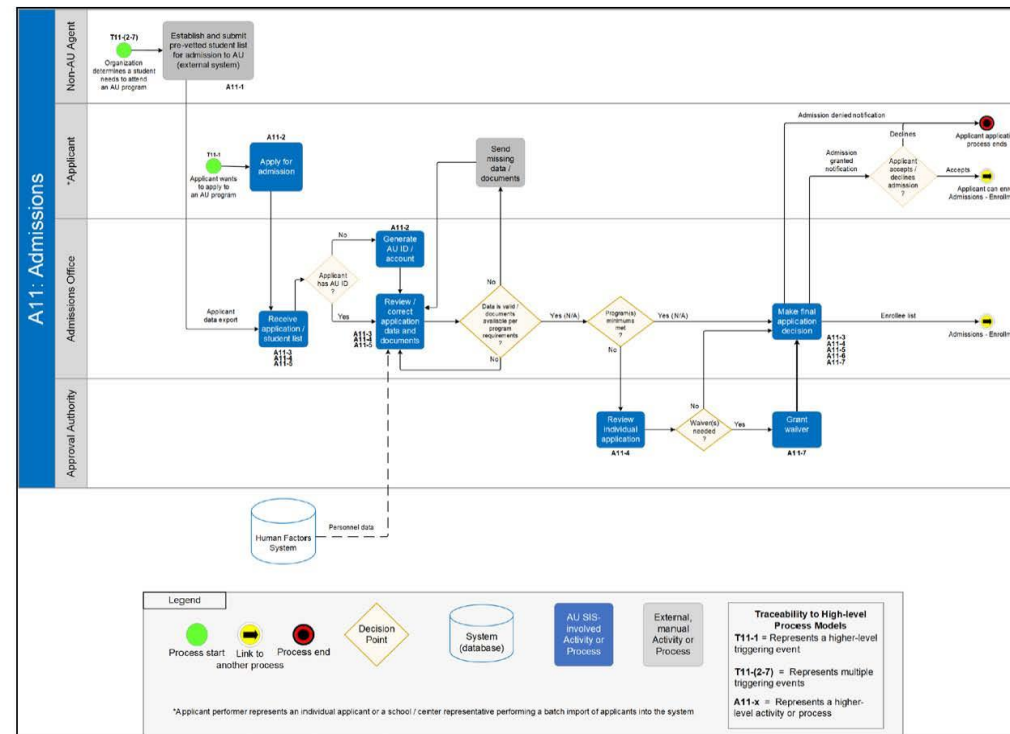 A11: Admissions
Non-AU Agent
T11-(2-7)
Organization
determines a student
needs to attend
an AU program
Establish and submit
pre-vetted student list
for admission to AU
(external system)
A11-1
*Applicant
T11-1
Applicant wants
to apply to
an AU program
A11-2
Apply for
admission
Send
missing
data /
documents
Admission denied notification
Admission
granted
notification
Applicant
accepts /
declines
admission
?
Declines
Accepts
Applicant applicati
process ends
Applicant can enr
Admissions - Enrollm
Admissions Office
Applicant
data export
Receive
application /
student list
A11-3
A11-4
A11-5
Applicant
has AU ID
?
No
Yes
A11-2
Generate
AU ID /
account
Review /
correct
application
data and
documents
A11-3
A11-4
A11-5
Data is valid /
documents
available per
program
requirements
?
No
No
Yes (N/A)
Program(s)
minimums
met
?
No
Yes (N/A)
Make final
application
decision
A11-3
A11-4
A11-5
A11-6
A11-7
Enrollee list
Admissions - Enrollm
Approval Authority
Review
individual
application
A11-4
Waiver(s)
needed
?
No
Yes
Grant
waiver
A11-7
Human Factors
System
Personnel data
Legend
Process start
Link to
another process
Process end
Decision
Point
System
(database)
AU SIS-
involved
Activity or
Process
External,
manual
Activity or
Process
Traceability to High-level
Process Models
T11-1 = Represents a higher-level
triggering event
T11-(2-7) = Represents multiple
triggering events
A11-x = Represents a higher-
level activity or process
*Applicant performer represents an individual applicant or a school / center representative performing a batch import of applicants into the system